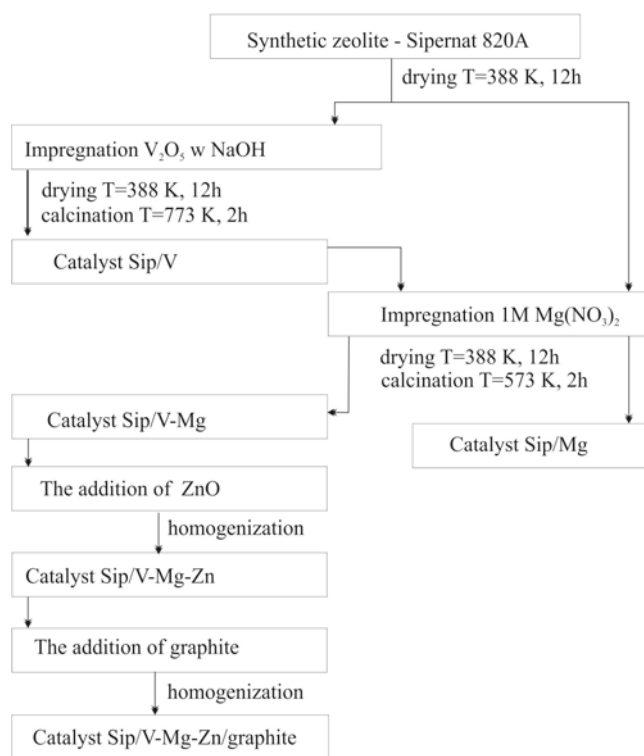 Synthetic zeolite - Sipernat 820A
drying T=388 K, 12h
Impregnation V₂O₅ w NaOH
drying T=388 K, 12h
calcination T=773 K, 2h
Catalyst Sip/V
Impregnation 1M Mg(NO₃)₂
drying T=388 K, 12h
calcination T=573 K, 2h
Catalyst Sip/V-Mg
Catalyst Sip/Mg
The addition of ZnO
homogenization
Catalyst Sip/V-Mg-Zn
The addition of graphite
homogenization
Catalyst Sip/V-Mg-Zn/graphite